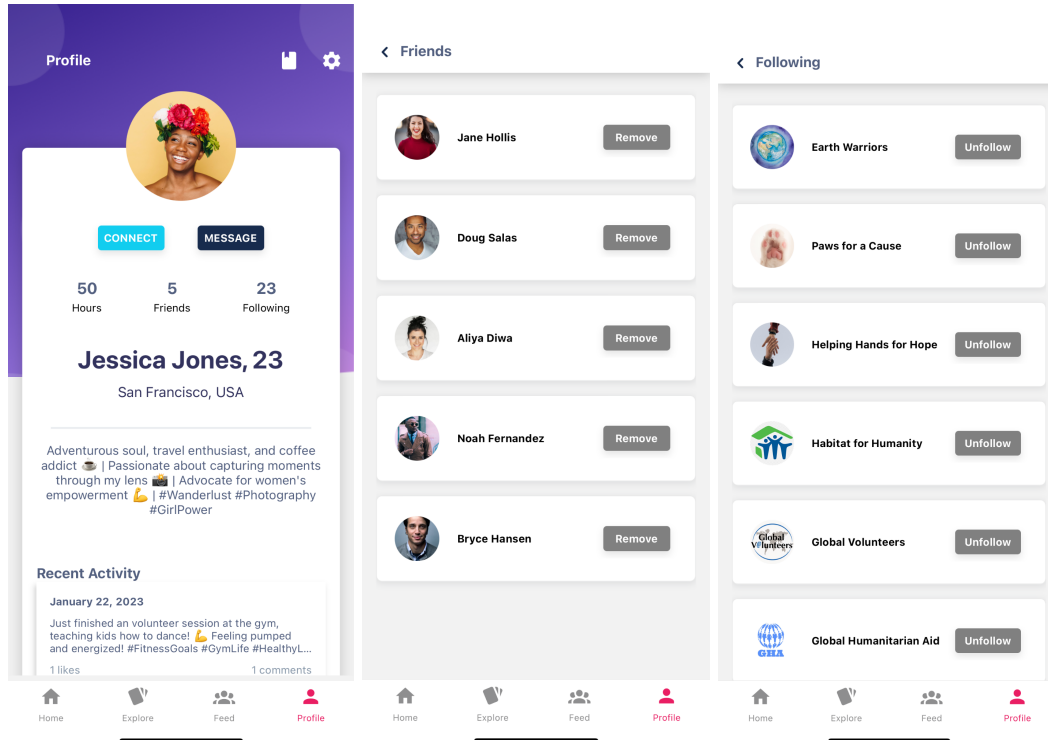 Profile
CONNECT
MESSAGE
50
5
23
Hours
Friends
Following
Jessica Jones, 23
San Francisco, USA
Adventurous soul, travel enthusiast, and coffee
addict ☕ | Passionate about capturing moments
through my lens 📸 | Advocate for women's
empowerment 💪 | #Wanderlust #Photography
#GirlPower
Recent Activity
January 22, 2023
Just finished an volunteer session at the gym,
teaching kids how to dance! 💪 Feeling pumped
and energized! #FitnessGoals #GymLife #HealthyL...
1 likes
1 comments
Home
Explore
Feed
Profile
Friends
Jane Hollis
Remove
Doug Salas
Remove
Aliya Diwa
Remove
Noah Fernandez
Remove
Bryce Hansen
Remove
Home
Explore
Feed
Profile
Following
Earth Warriors
Unfollow
Paws for a Cause
Unfollow
Helping Hands for Hope
Unfollow
Habitat for Humanity
Unfollow
Global
Volunteers
Global Volunteers
Unfollow
GHA
Global Humanitarian Aid
Unfollow
Home
Explore
Feed
Profile